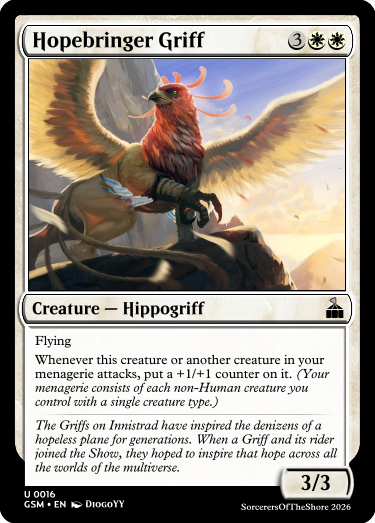 Hopebringer Griff 3
Creature — Hippogriff
Flying
Whenever this creature or another creature in your
menagerie attacks, put a +1/+1 counter on it. (Your
menagerie consists of each non-Human creature you
control with a single creature type.)
The Griffs on Innistrad have inspired the denizens of a
hopeless plane for generations. When a Griff and its rider
joined the Show, they hoped to inspire that hope across all
the worlds of the multiverse.
3/3
U 0016
GSM • EN DiogoYY
SorcerersOfTheShore 2026